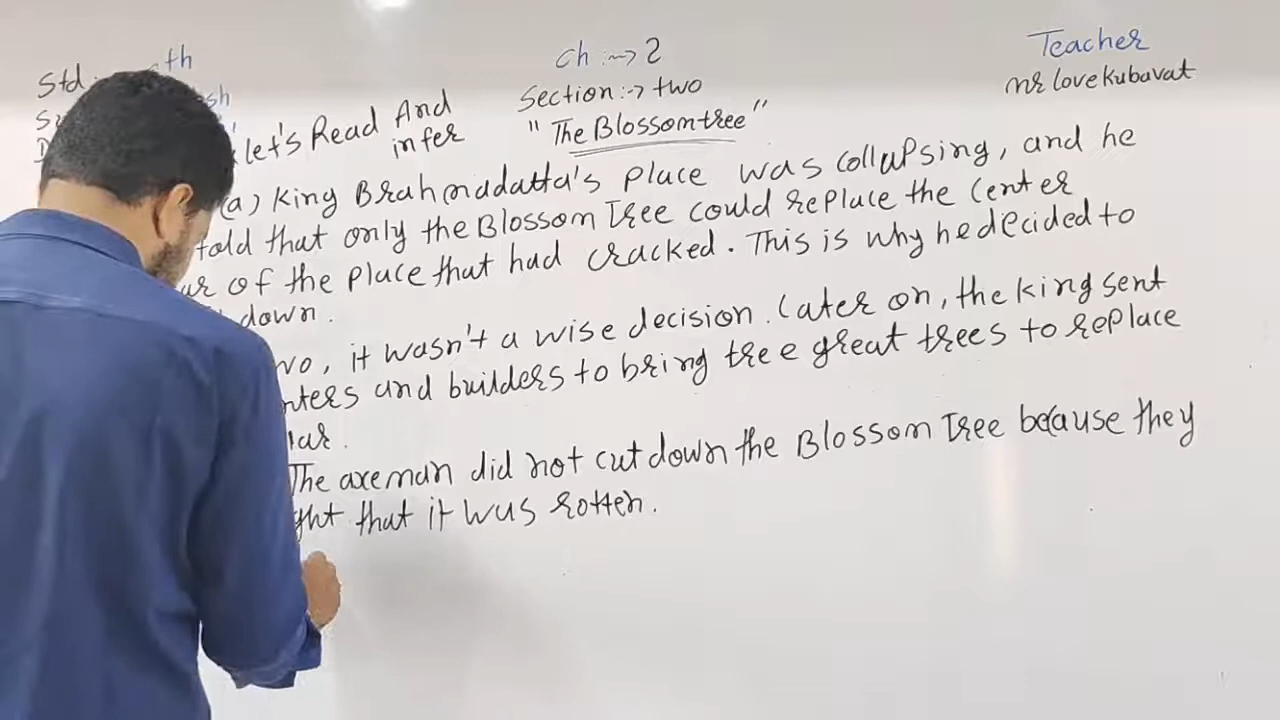 Std th
ch :~> 2
Teacher
Section :-> two
mr love kubavat
let's Read And
infer
"The Blossom tree"
(a) King Brahmadatta's place was collapsing, and he
told that only the Blossom Tree could replace the center
of the place that had cracked. This is why he decided to
down.
it wasn't a wise decision. Later on, the king sent
and builders to bring tree great trees to replace
The axeman did not cut down the Blossom Tree because they
that it was rotten.